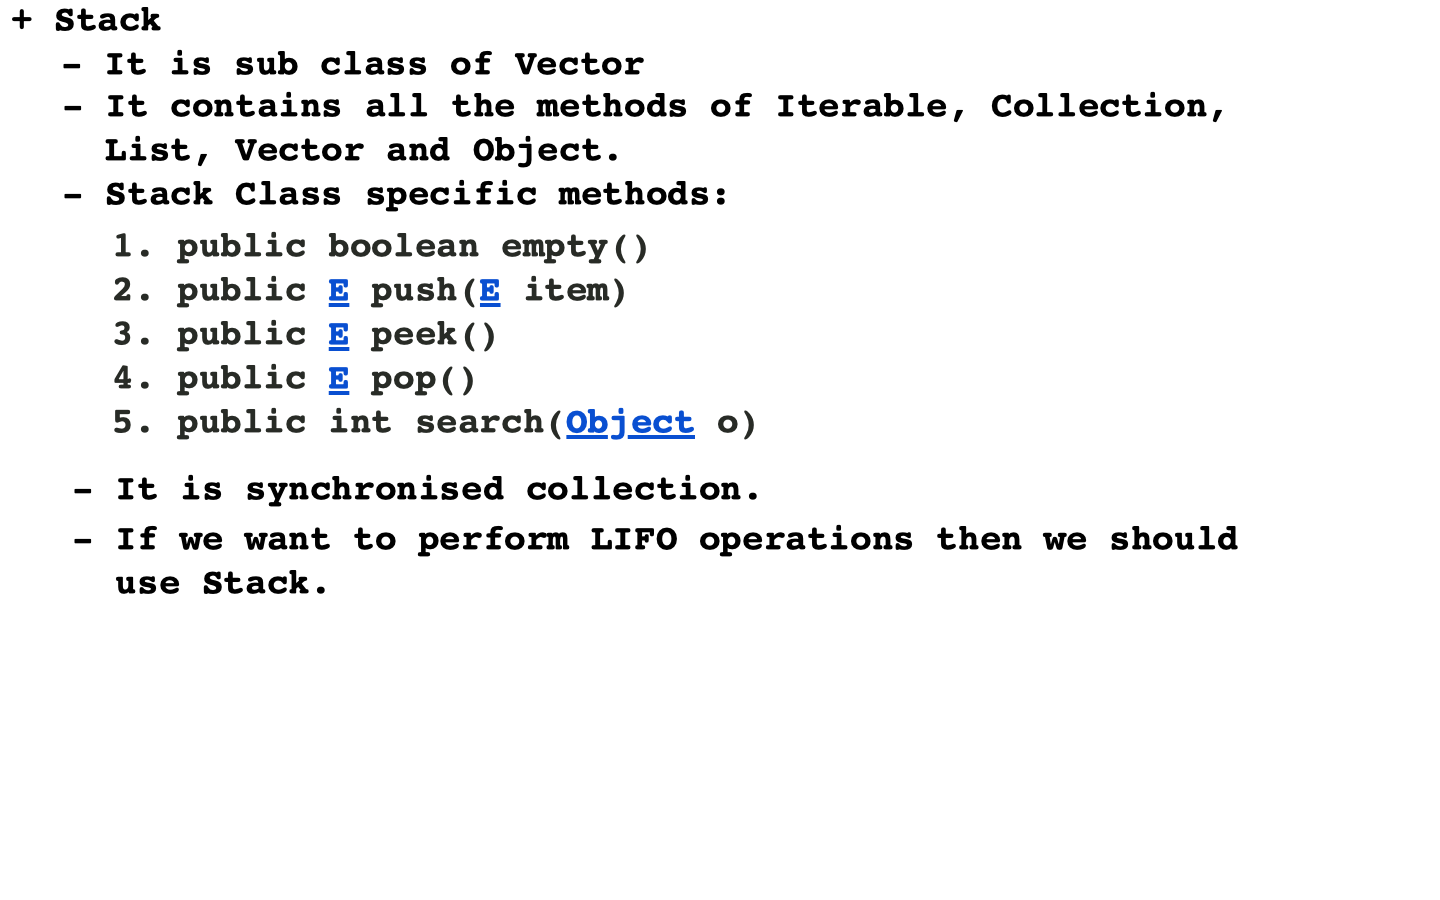 + Stack
- It is sub class of Vector
- It contains all the methods of Iterable, Collection,
List, Vector and Object.
- Stack Class specific methods:
1. public boolean empty()
2. public E push(E item)
3. public E peek()
4. public E pop()
5. public int search(Object o)
- It is synchronised collection.
- If we want to perform LIFO operations then we should
use Stack.